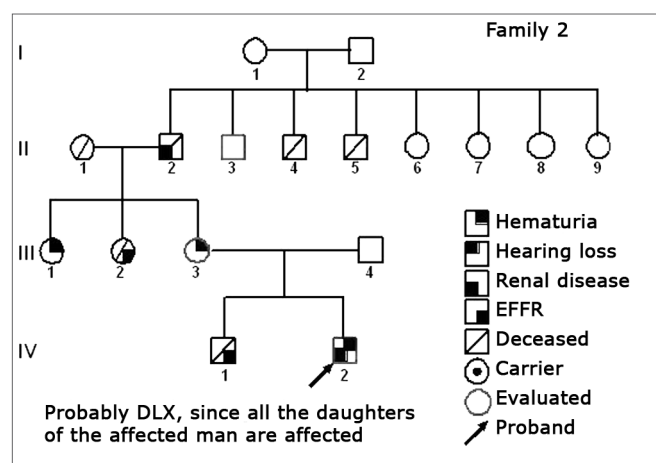 Family 2
I
1 2
II
1 2 3 4 5 6 7 8 9
III
1 2 3 4
IV
1 2
Hematuria
Hearing loss
Renal disease
EFFR
Deceased
Carrier
Evaluated
Proband
Probably DLX, since all the daughters
of the affected man are affected